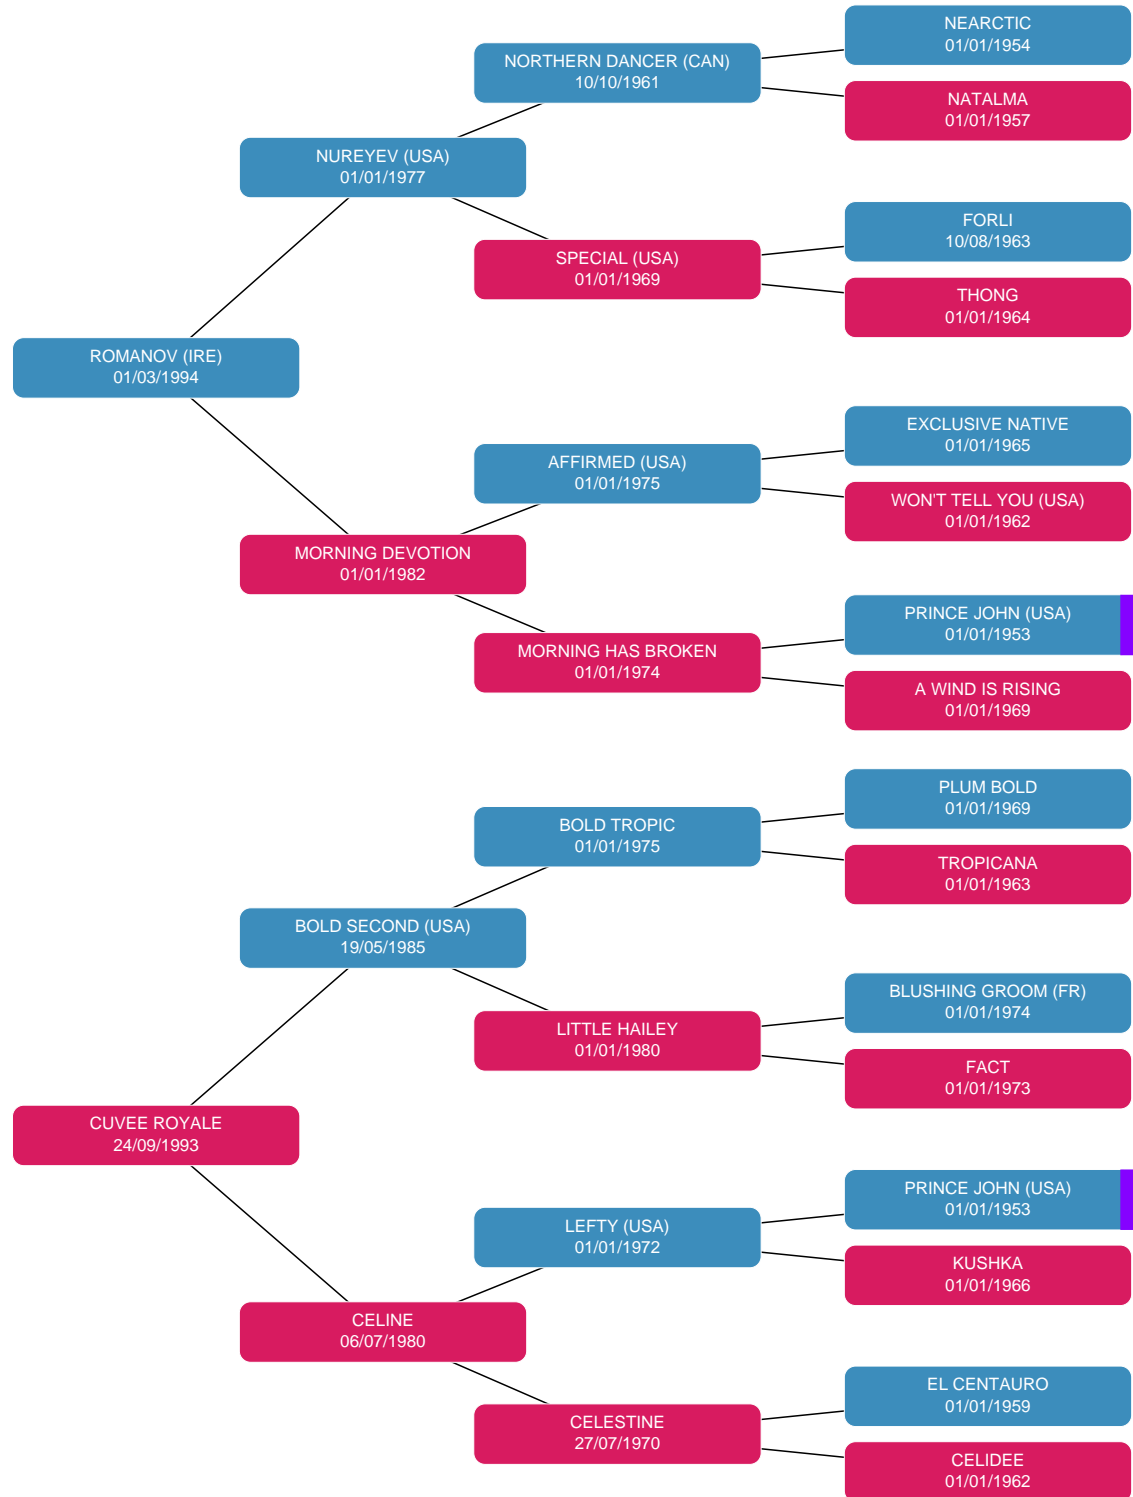 NEARCTIC
01/01/1954
NORTHERN DANCER (CAN)
10/10/1961
NATALMA
01/01/1957
NUREYEV (USA)
01/01/1977
FORLI
10/08/1963
SPECIAL (USA)
01/01/1969
THONG
01/01/1964
ROMANOV (IRE)
01/03/1994
EXCLUSIVE NATIVE
01/01/1965
AFFIRMED (USA)
01/01/1975
WON'T TELL YOU (USA)
01/01/1962
MORNING DEVOTION
01/01/1982
PRINCE JOHN (USA)
01/01/1953
MORNING HAS BROKEN
01/01/1974
A WIND IS RISING
01/01/1969
PLUM BOLD
01/01/1969
BOLD TROPIC
01/01/1975
TROPICANA
01/01/1963
BOLD SECOND (USA)
19/05/1985
BLUSHING GROOM (FR)
01/01/1974
LITTLE HAILEY
01/01/1980
FACT
01/01/1973
CUVEE ROYALE
24/09/1993
PRINCE JOHN (USA)
01/01/1953
LEFTY (USA)
01/01/1972
KUSHKA
01/01/1966
CELINE
06/07/1980
EL CENTAURO
01/01/1959
CELESTINE
27/07/1970
CELIDEE
01/01/1962